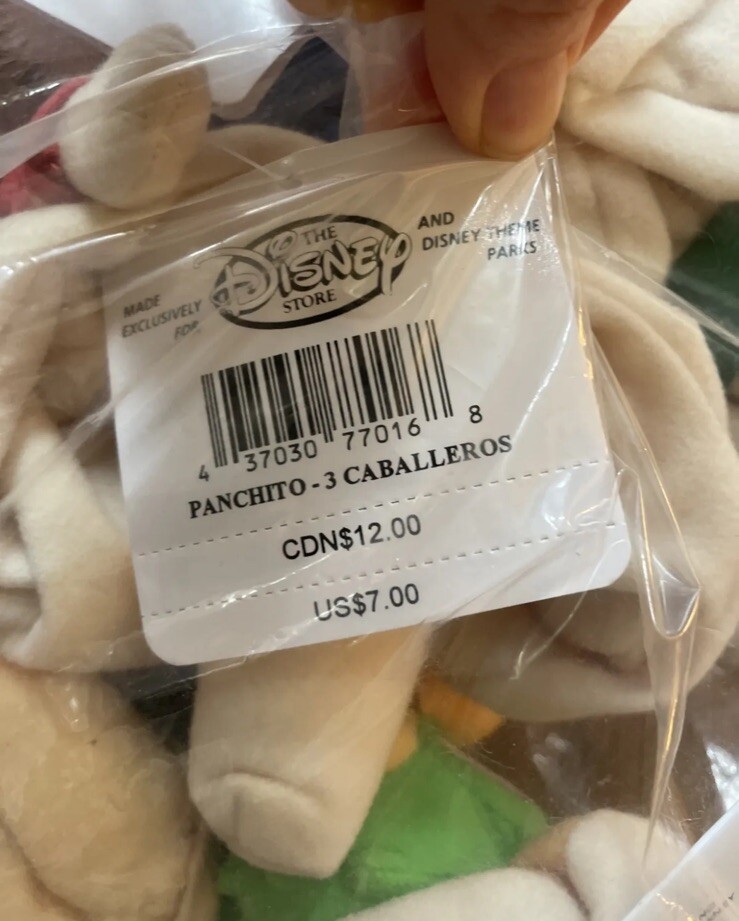 MADE
EXCLUSIVELY
FOR
THE
DISNEY
STORE
AND
DISNEY THEME
PARKS
4 37030 77016 8
PANCHITO - 3 CABALLEROS
CDN$12.00
US$7.00